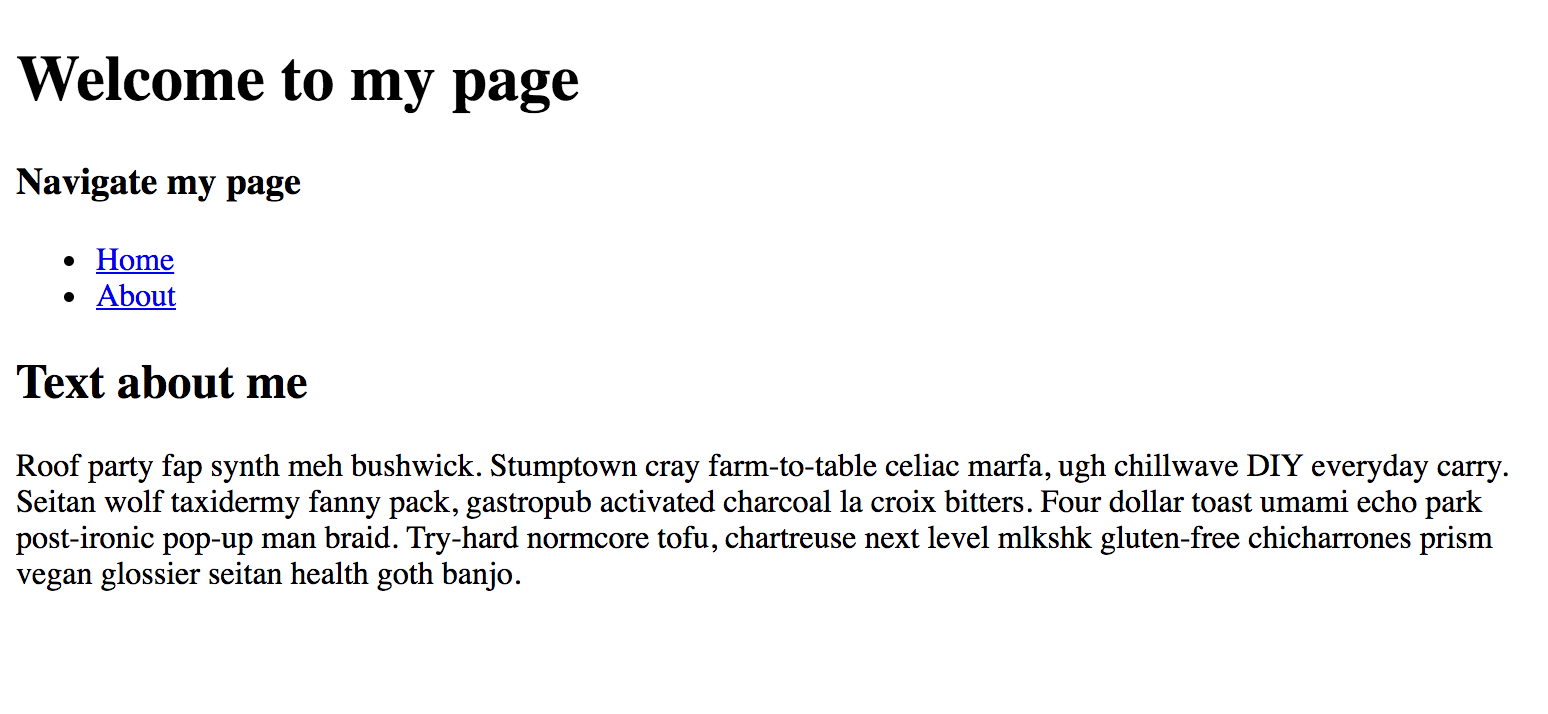 Welcome to my page
Navigate my page
Home
About
Text about me
Roof party fap synth meh bushwick. Stumptown cray farm-to-table celiac marfa, ugh chillwave DIY everyday carry.
Seitan wolf taxidermy fanny pack, gastropub activated charcoal la croix bitters. Four dollar toast umami echo park
post-ironic pop-up man braid. Try-hard normcore tofu, chartreuse next level mlkshk gluten-free chicharrones prism
vegan glossier seitan health goth banjo.